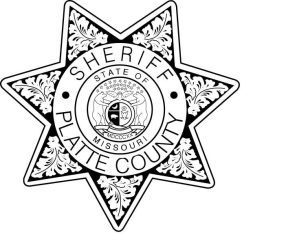 SHERIFF
STATE OF
MISSOURI
PLATTE COUNTY